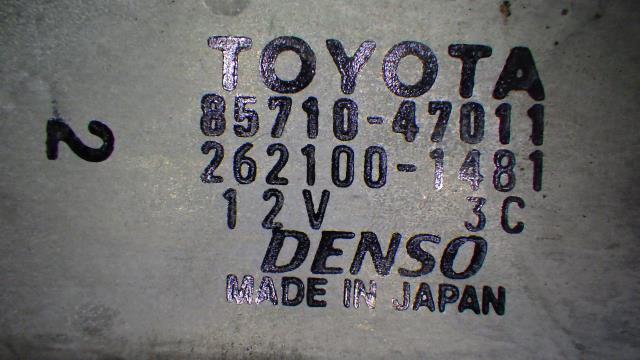 TOYOTA
85710-47011
262100-1481
12V 3C
DENSO
MADE IN JAPAN
2